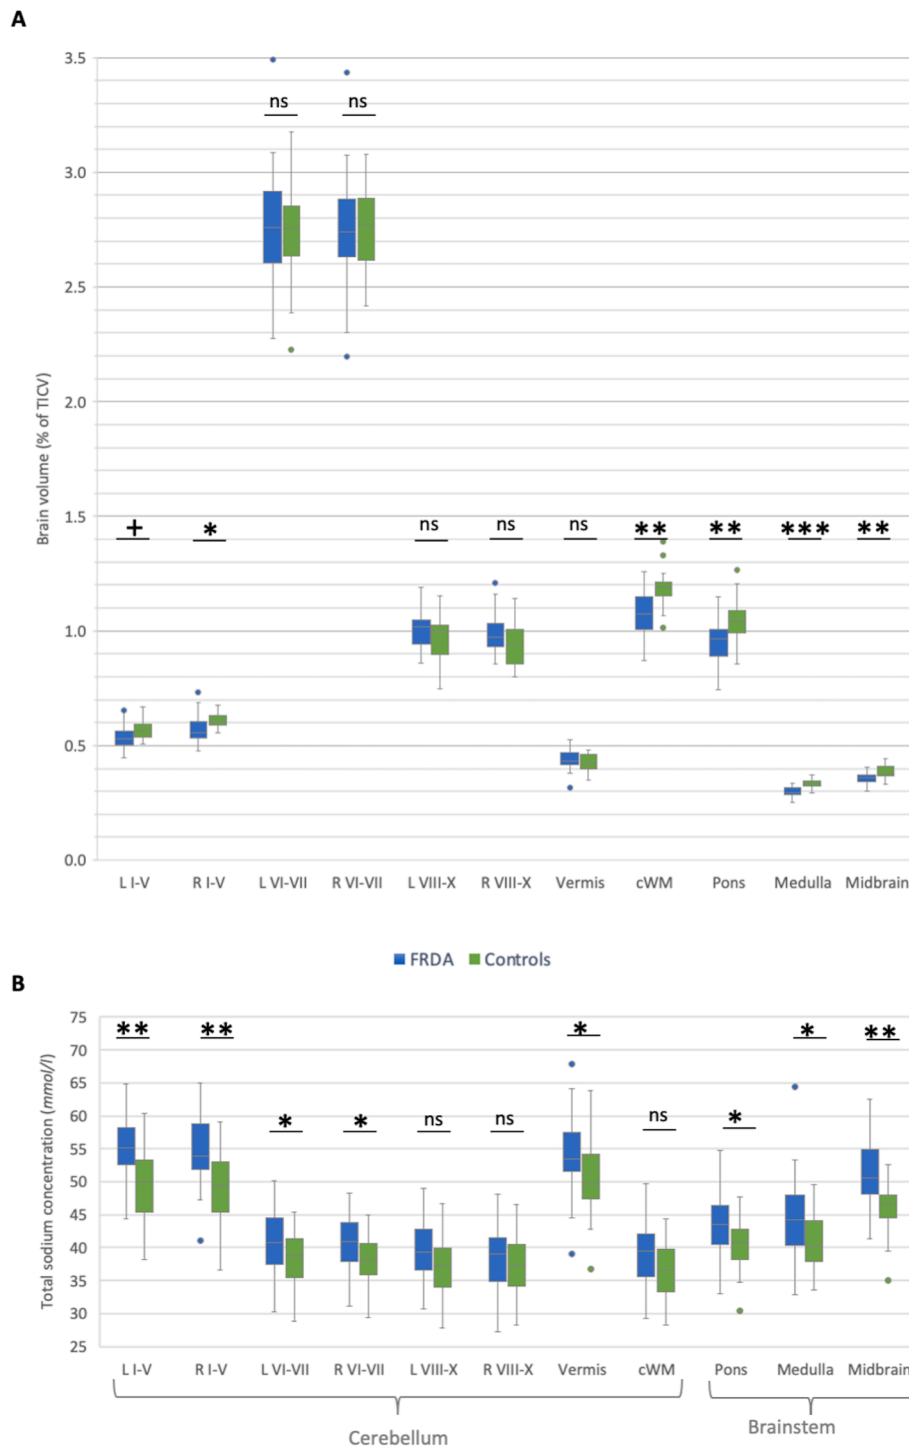 A
3.5
ns ns
3.0
2.5
2.0
Brain volume (% of TICV)
1.5
+ * ns ns ns ** ** *** **
1.0
0.5
0.0
L I-V R I-V L VI-VII R VI-VII L VIII-X R VIII-X Vermis cWM Pons Medulla Midbrain
FRDA Controls
B
75
** ** * * **
70
65
60
* * ns ns ns *
55
50
45
40
35
30
25
Total sodium concentration (mmol/l)
L I-V R I-V L VI-VII R VI-VII L VIII-X R VIII-X Vermis cWM Pons Medulla Midbrain
Cerebellum Brainstem